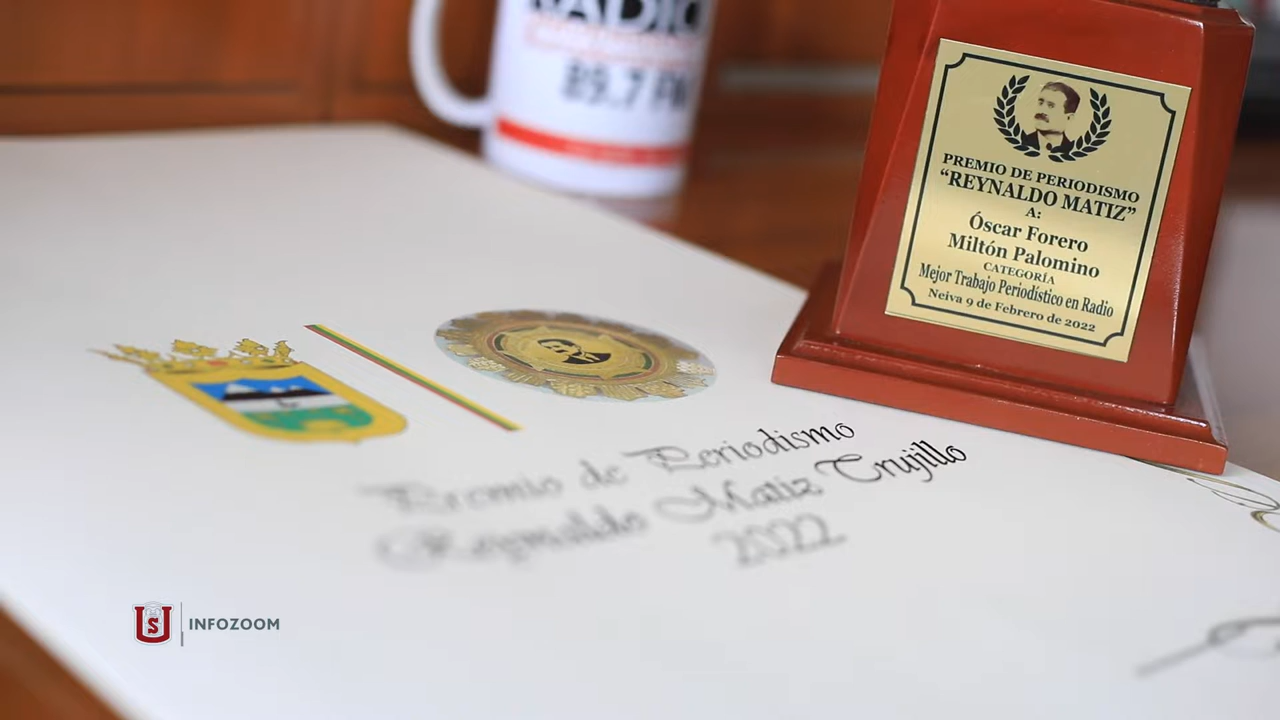 RADIO
89.7 FM
PREMIO DE PERIODISMO
“REYNALDO MATIZ”
A:
Óscar Forero
Miltón Palomino
CATEGORÍA
Mejor Trabajo Periodístico en Radio
Neiva 9 de Febrero de 2022
Premio de Periodismo
Reynaldo Matiz Trujillo
2022
INFOZOOM